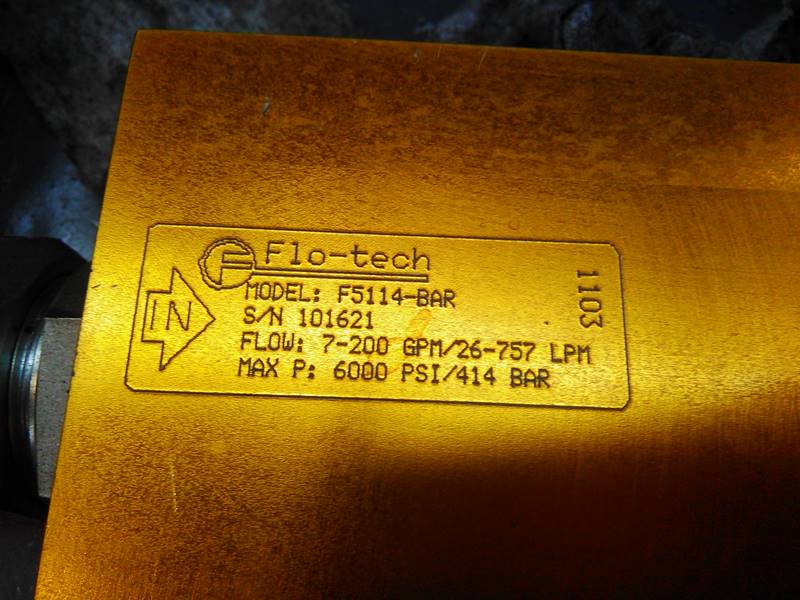 Flo-tech
MODEL: F5114-BAR
S/N 101621
FLOW: 7-200 GPM/26-757 LPM
MAX P: 6000 PSI/414 BAR
IN
1103